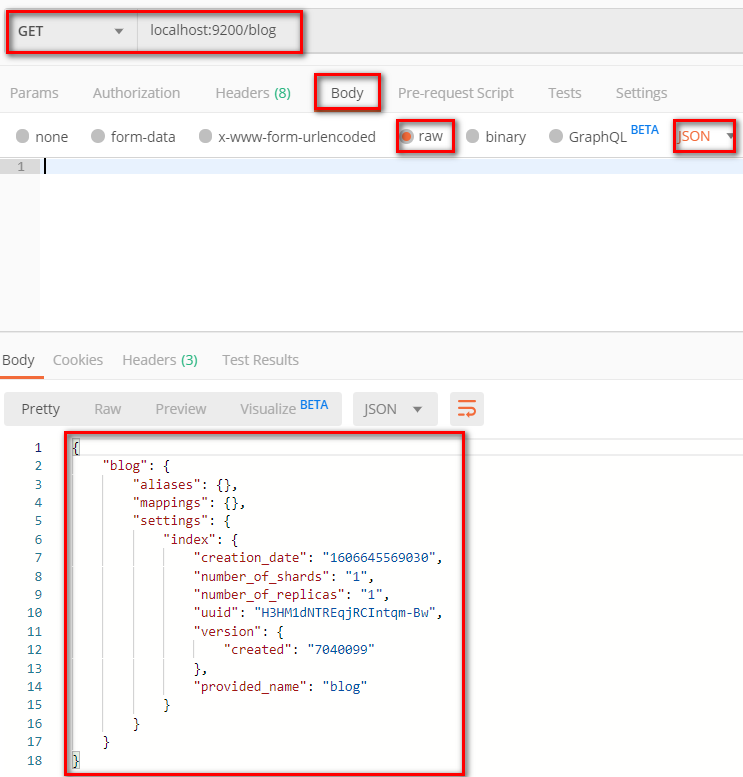 GET localhost:9200/blog
Params Authorization Headers (8) Body Pre-request Script Tests Settings
none form-data x-www-form-urlencoded raw binary GraphQL BETA JSON
1
Body Cookies Headers (3) Test Results
Pretty Raw Preview Visualize BETA JSON
1 {
2 "blog": {
3 "aliases": {},
4 "mappings": {},
5 "settings": {
6 "index": {
7 "creation_date": "1606645569030",
8 "number_of_shards": "1",
9 "number_of_replicas": "1",
10 "uuid": "H3HM1dNTREqjRCIntqm-Bw",
11 "version": {
12 "created": "7040099"
13 },
14 "provided_name": "blog"
15 }
16 }
17 }
18 }